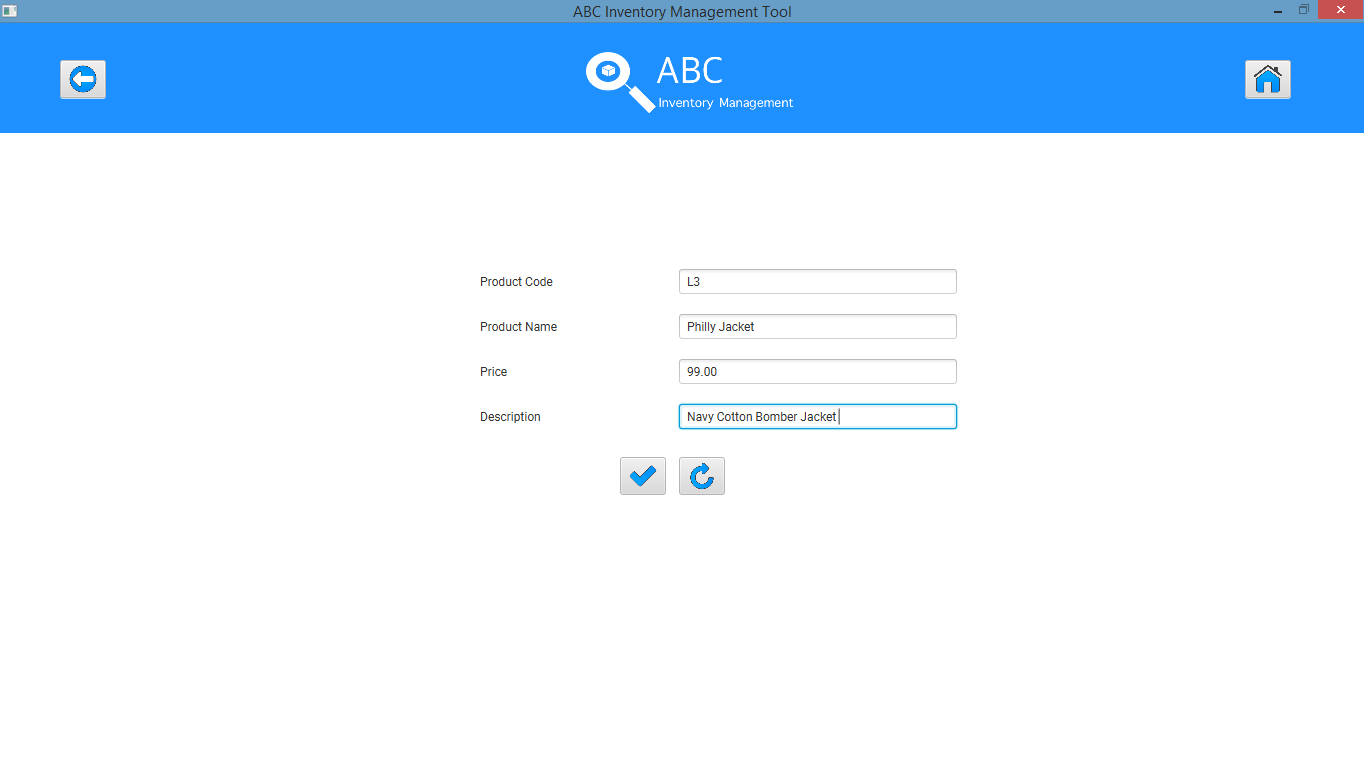 ABC Inventory Management Tool
ABC
Inventory Management
Product Code L3
Product Name Philly Jacket
Price 99.00
Description Navy Cotton Bomber Jacket